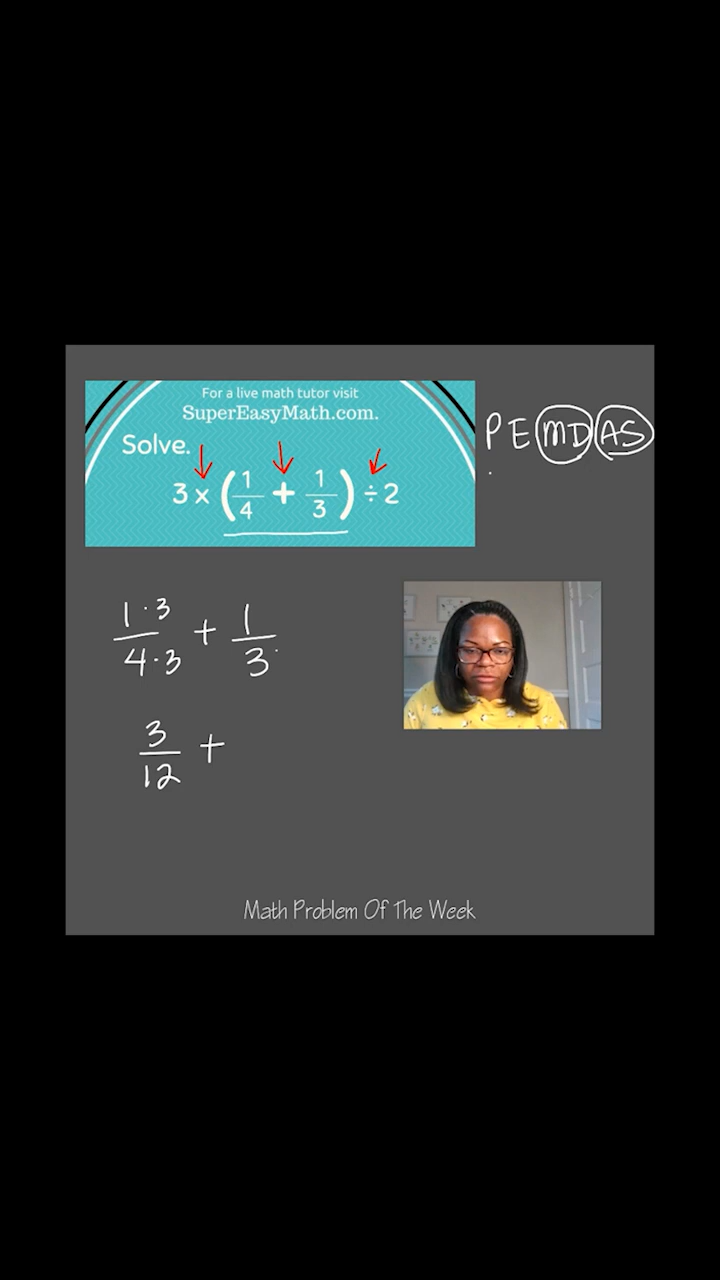 For a live math tutor visit
SuperEasyMath.com.
Solve.
3 × (1/4 + 1/3) ÷ 2
PEMDAS
1·3/4·3 + 1/3
3/12 +
Math Problem Of The Week